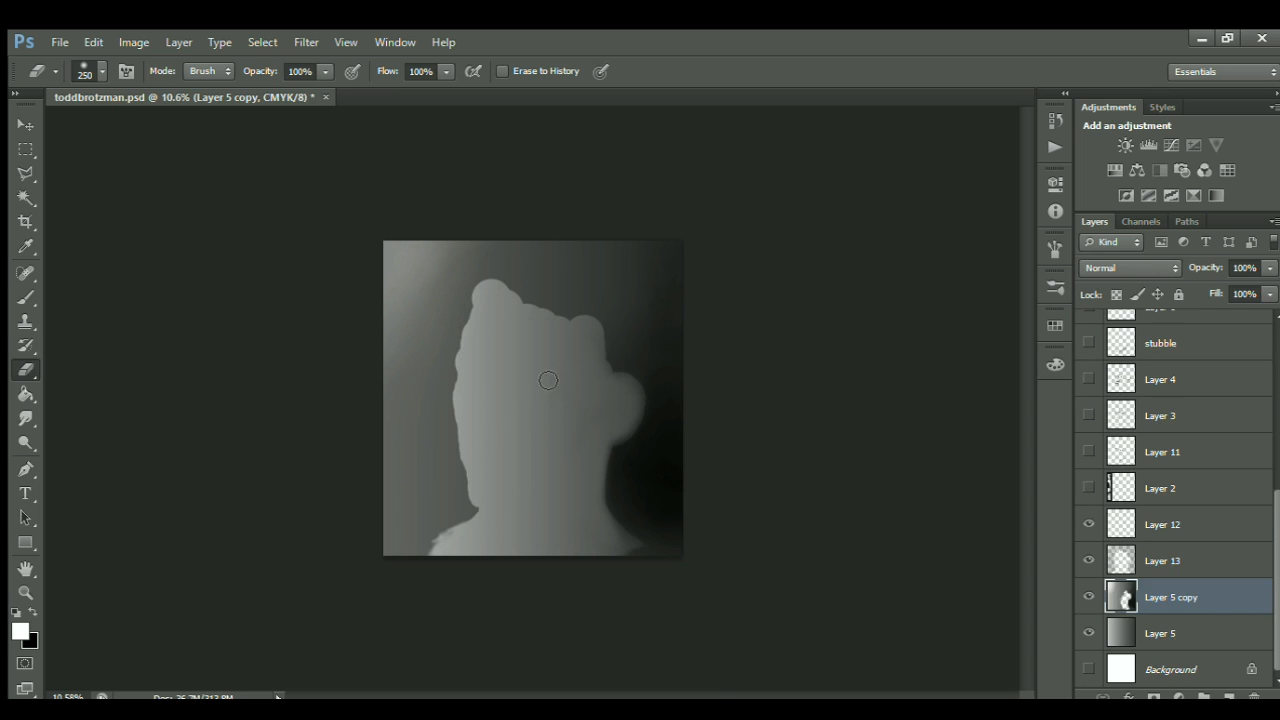 Ps File Edit Image Layer Type Select Filter View Window Help
250 Mode: Brush Opacity: 100% Flow: 100% Erase to History Essentials
toddbrotzman.psd @ 10.6% (Layer 5 copy, CMYK/8) * ×
Adjustments Styles
Add an adjustment
Layers Channels Paths
Kind
Normal Opacity: 100%
Lock: Fill: 100%
stubble
Layer 4
Layer 3
Layer 11
Layer 2
Layer 12
Layer 13
Layer 5 copy
Layer 5
Background
10.58%